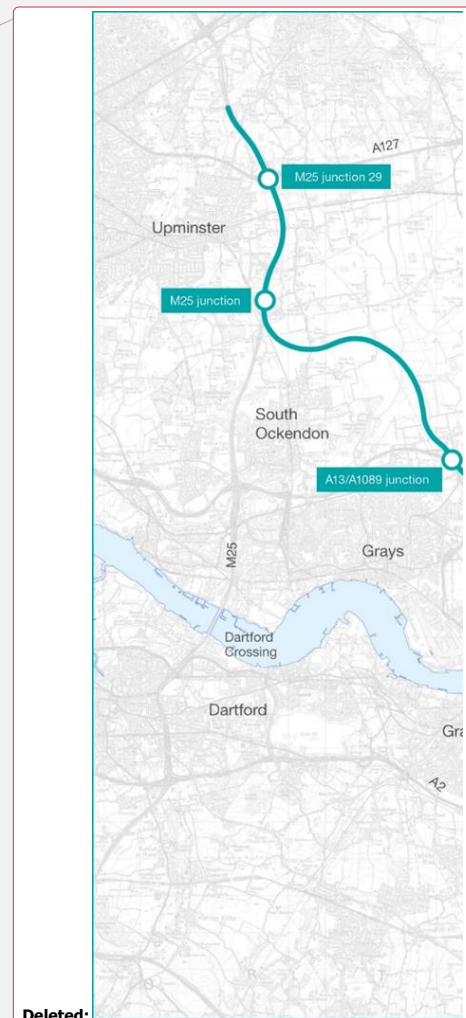 A127
M25 junction 29
Upminster
M25 junction
South
Ockendon
A13/A1089 junction
M25
Grays
Dartford
Crossing
Dartford
Gra
A2
Deleted: